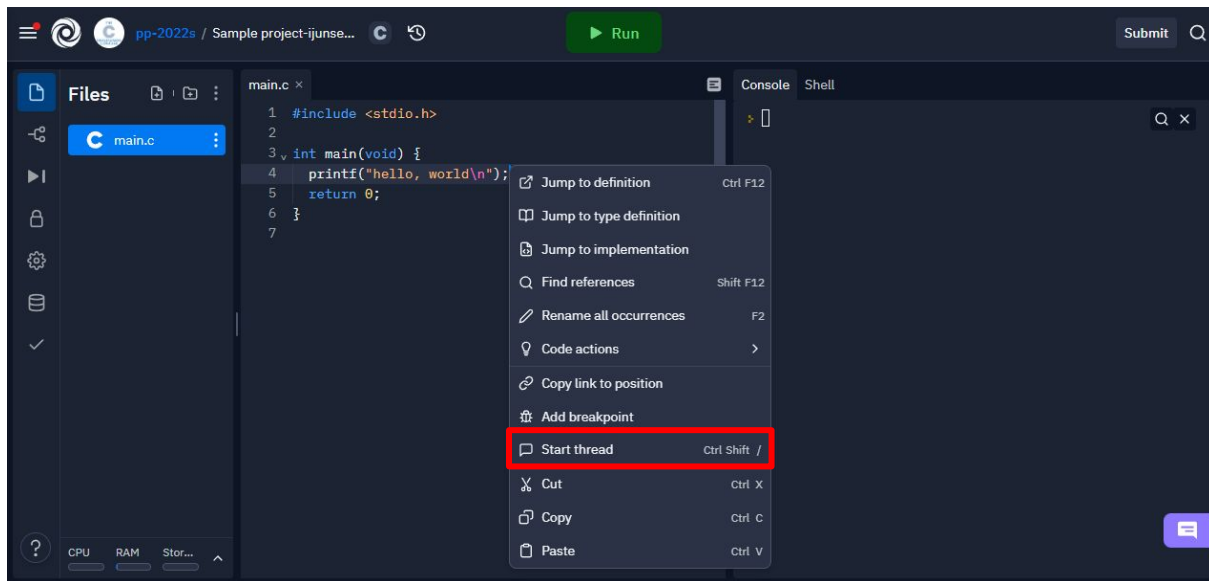 pp-2022s / Sample project-ijunse... C
Run
Submit
Files
main.c
main.c ×
1 #include <stdio.h>
2
3 int main(void) {
4 printf("hello, world\n");
5 return 0;
6 }
7
Console Shell
Jump to definition Ctrl F12
Jump to type definition
Jump to implementation
Find references Shift F12
Rename all occurrences F2
Code actions
Copy link to position
Add breakpoint
Start thread Ctrl Shift /
Cut Ctrl X
Copy Ctrl C
Paste Ctrl V
?
CPU RAM Stor...